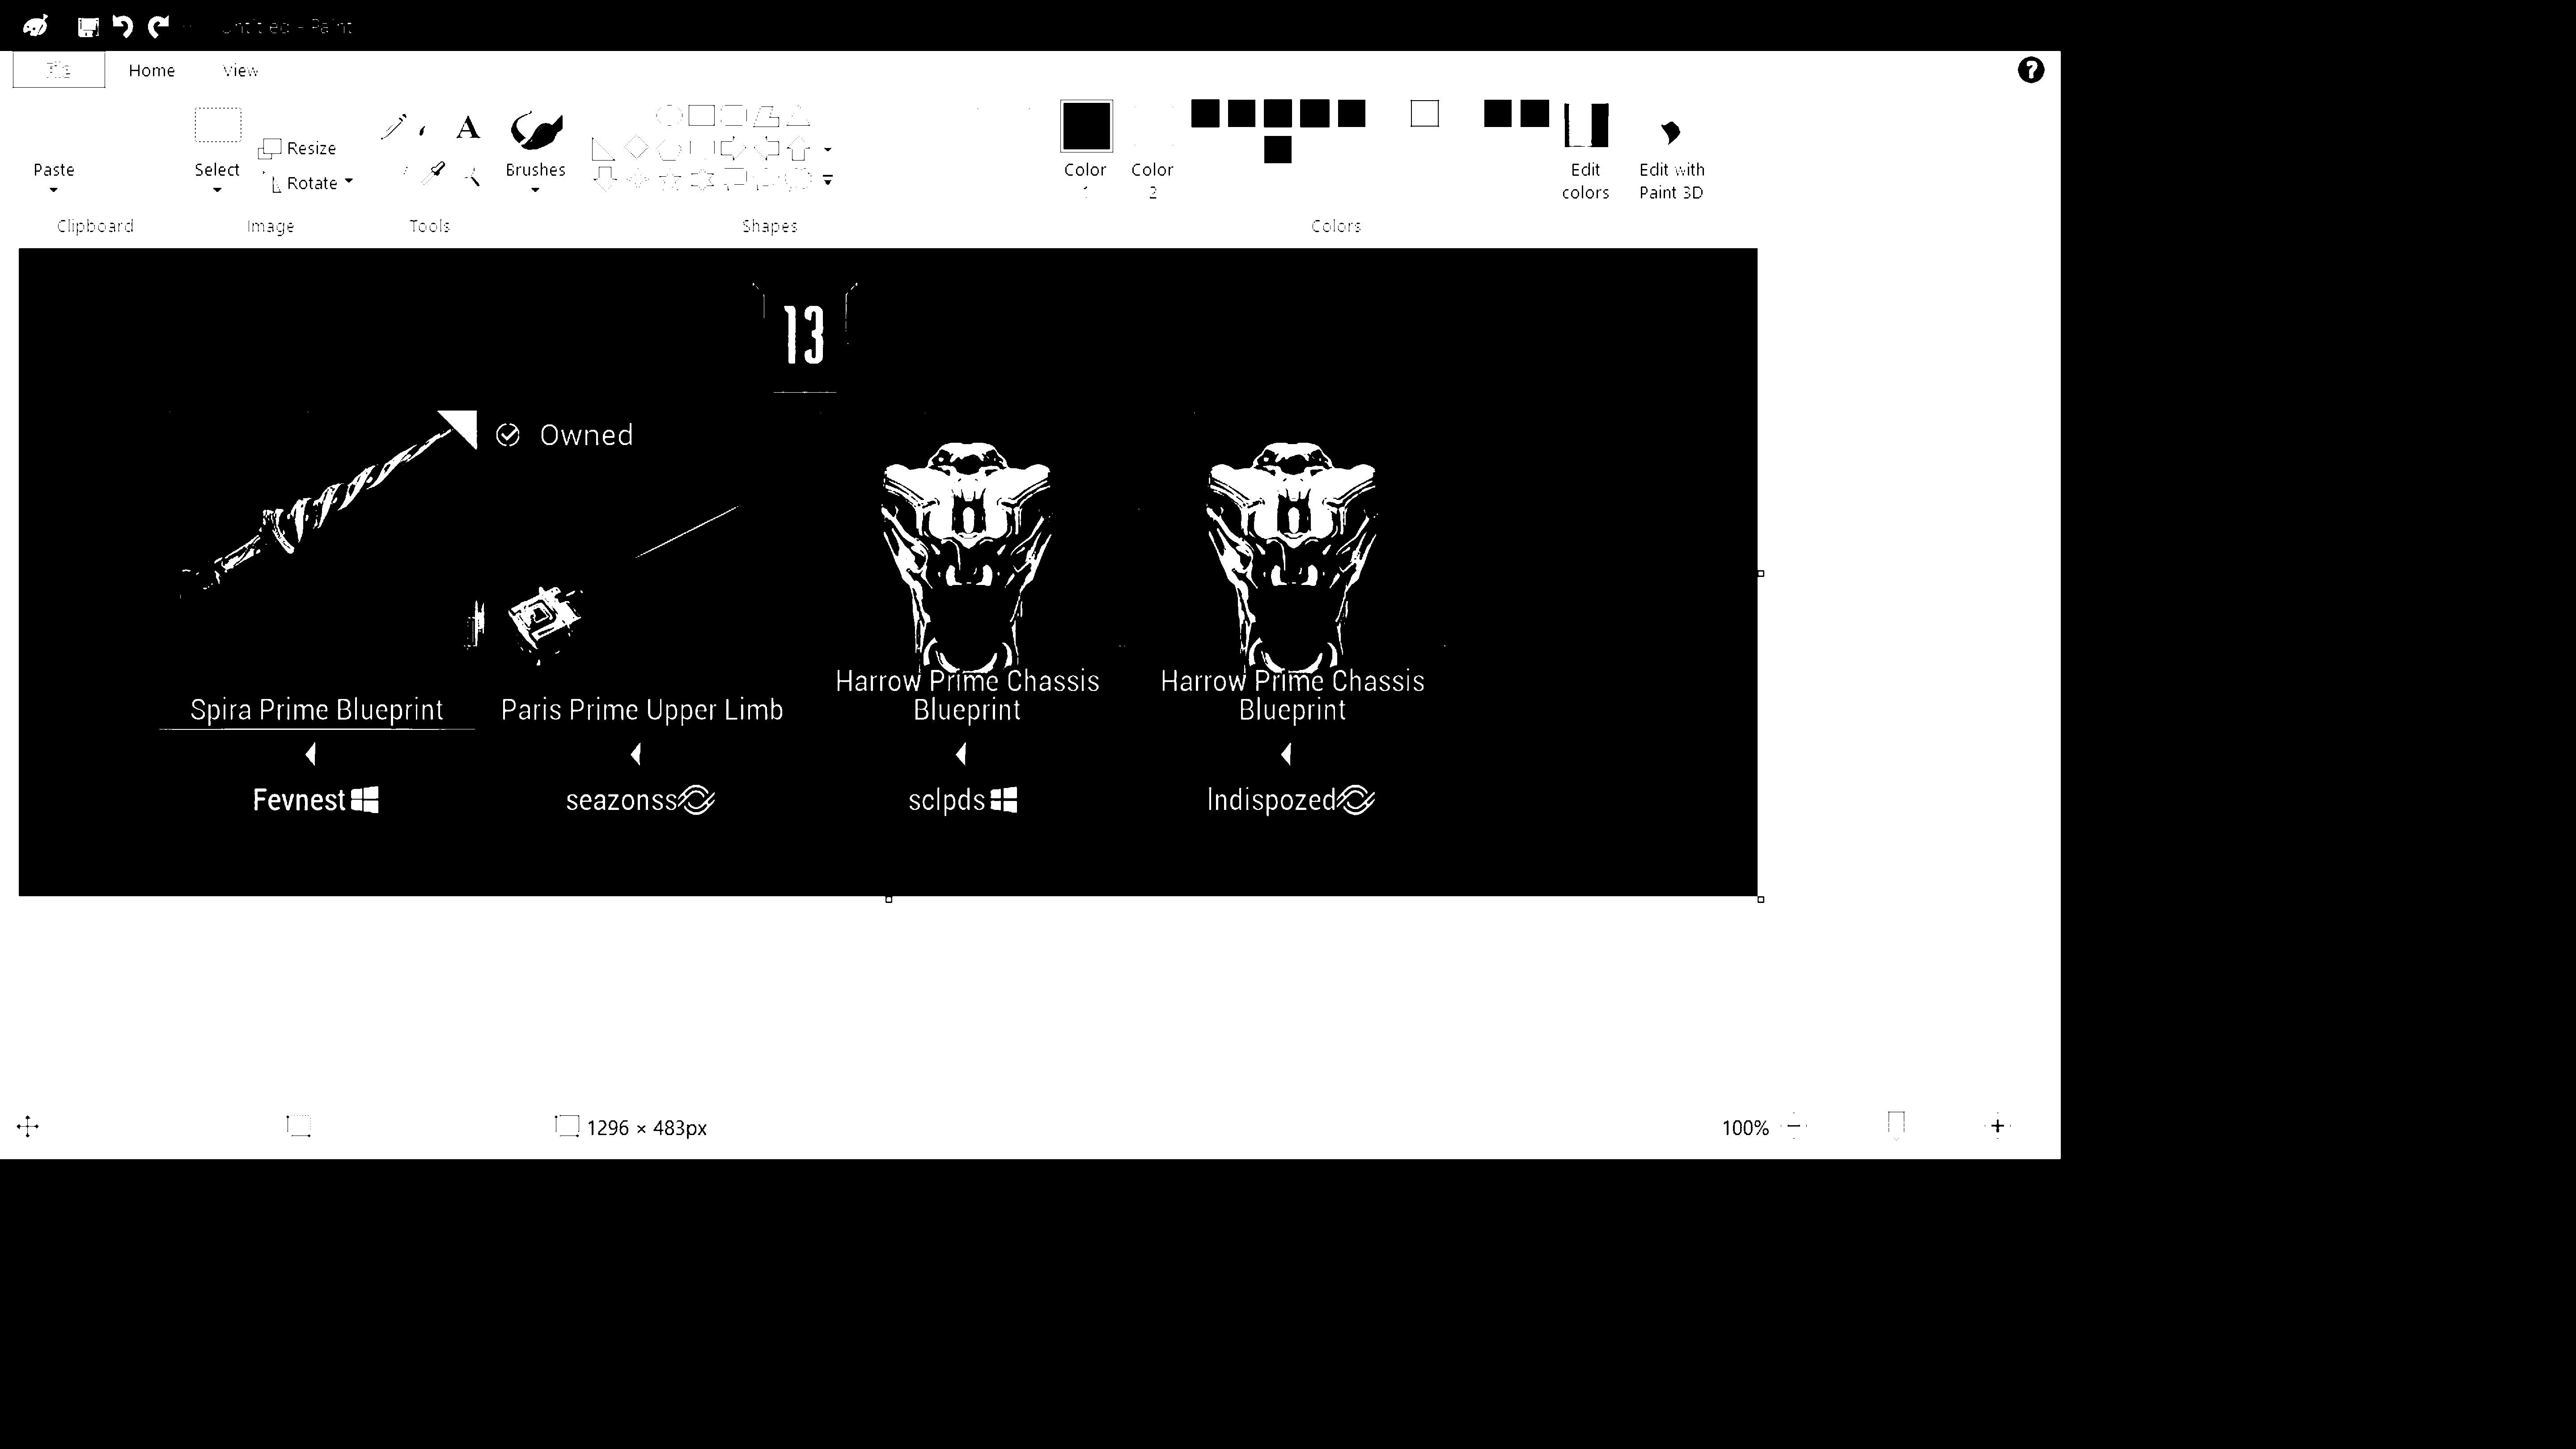 Untitled - Paint
File Home View
Paste
Select
Resize
Rotate
A
Brushes
Color
1
Color
2
Edit
colors
Edit with
Paint 3D
Clipboard Image Tools Shapes Colors
13
Owned
Spira Prime Blueprint
Paris Prime Upper Limb
Harrow Prime Chassis
Blueprint
Harrow Prime Chassis
Blueprint
Fevnest
seazonss
sclpds
Indispozed
1296 × 483px
100%